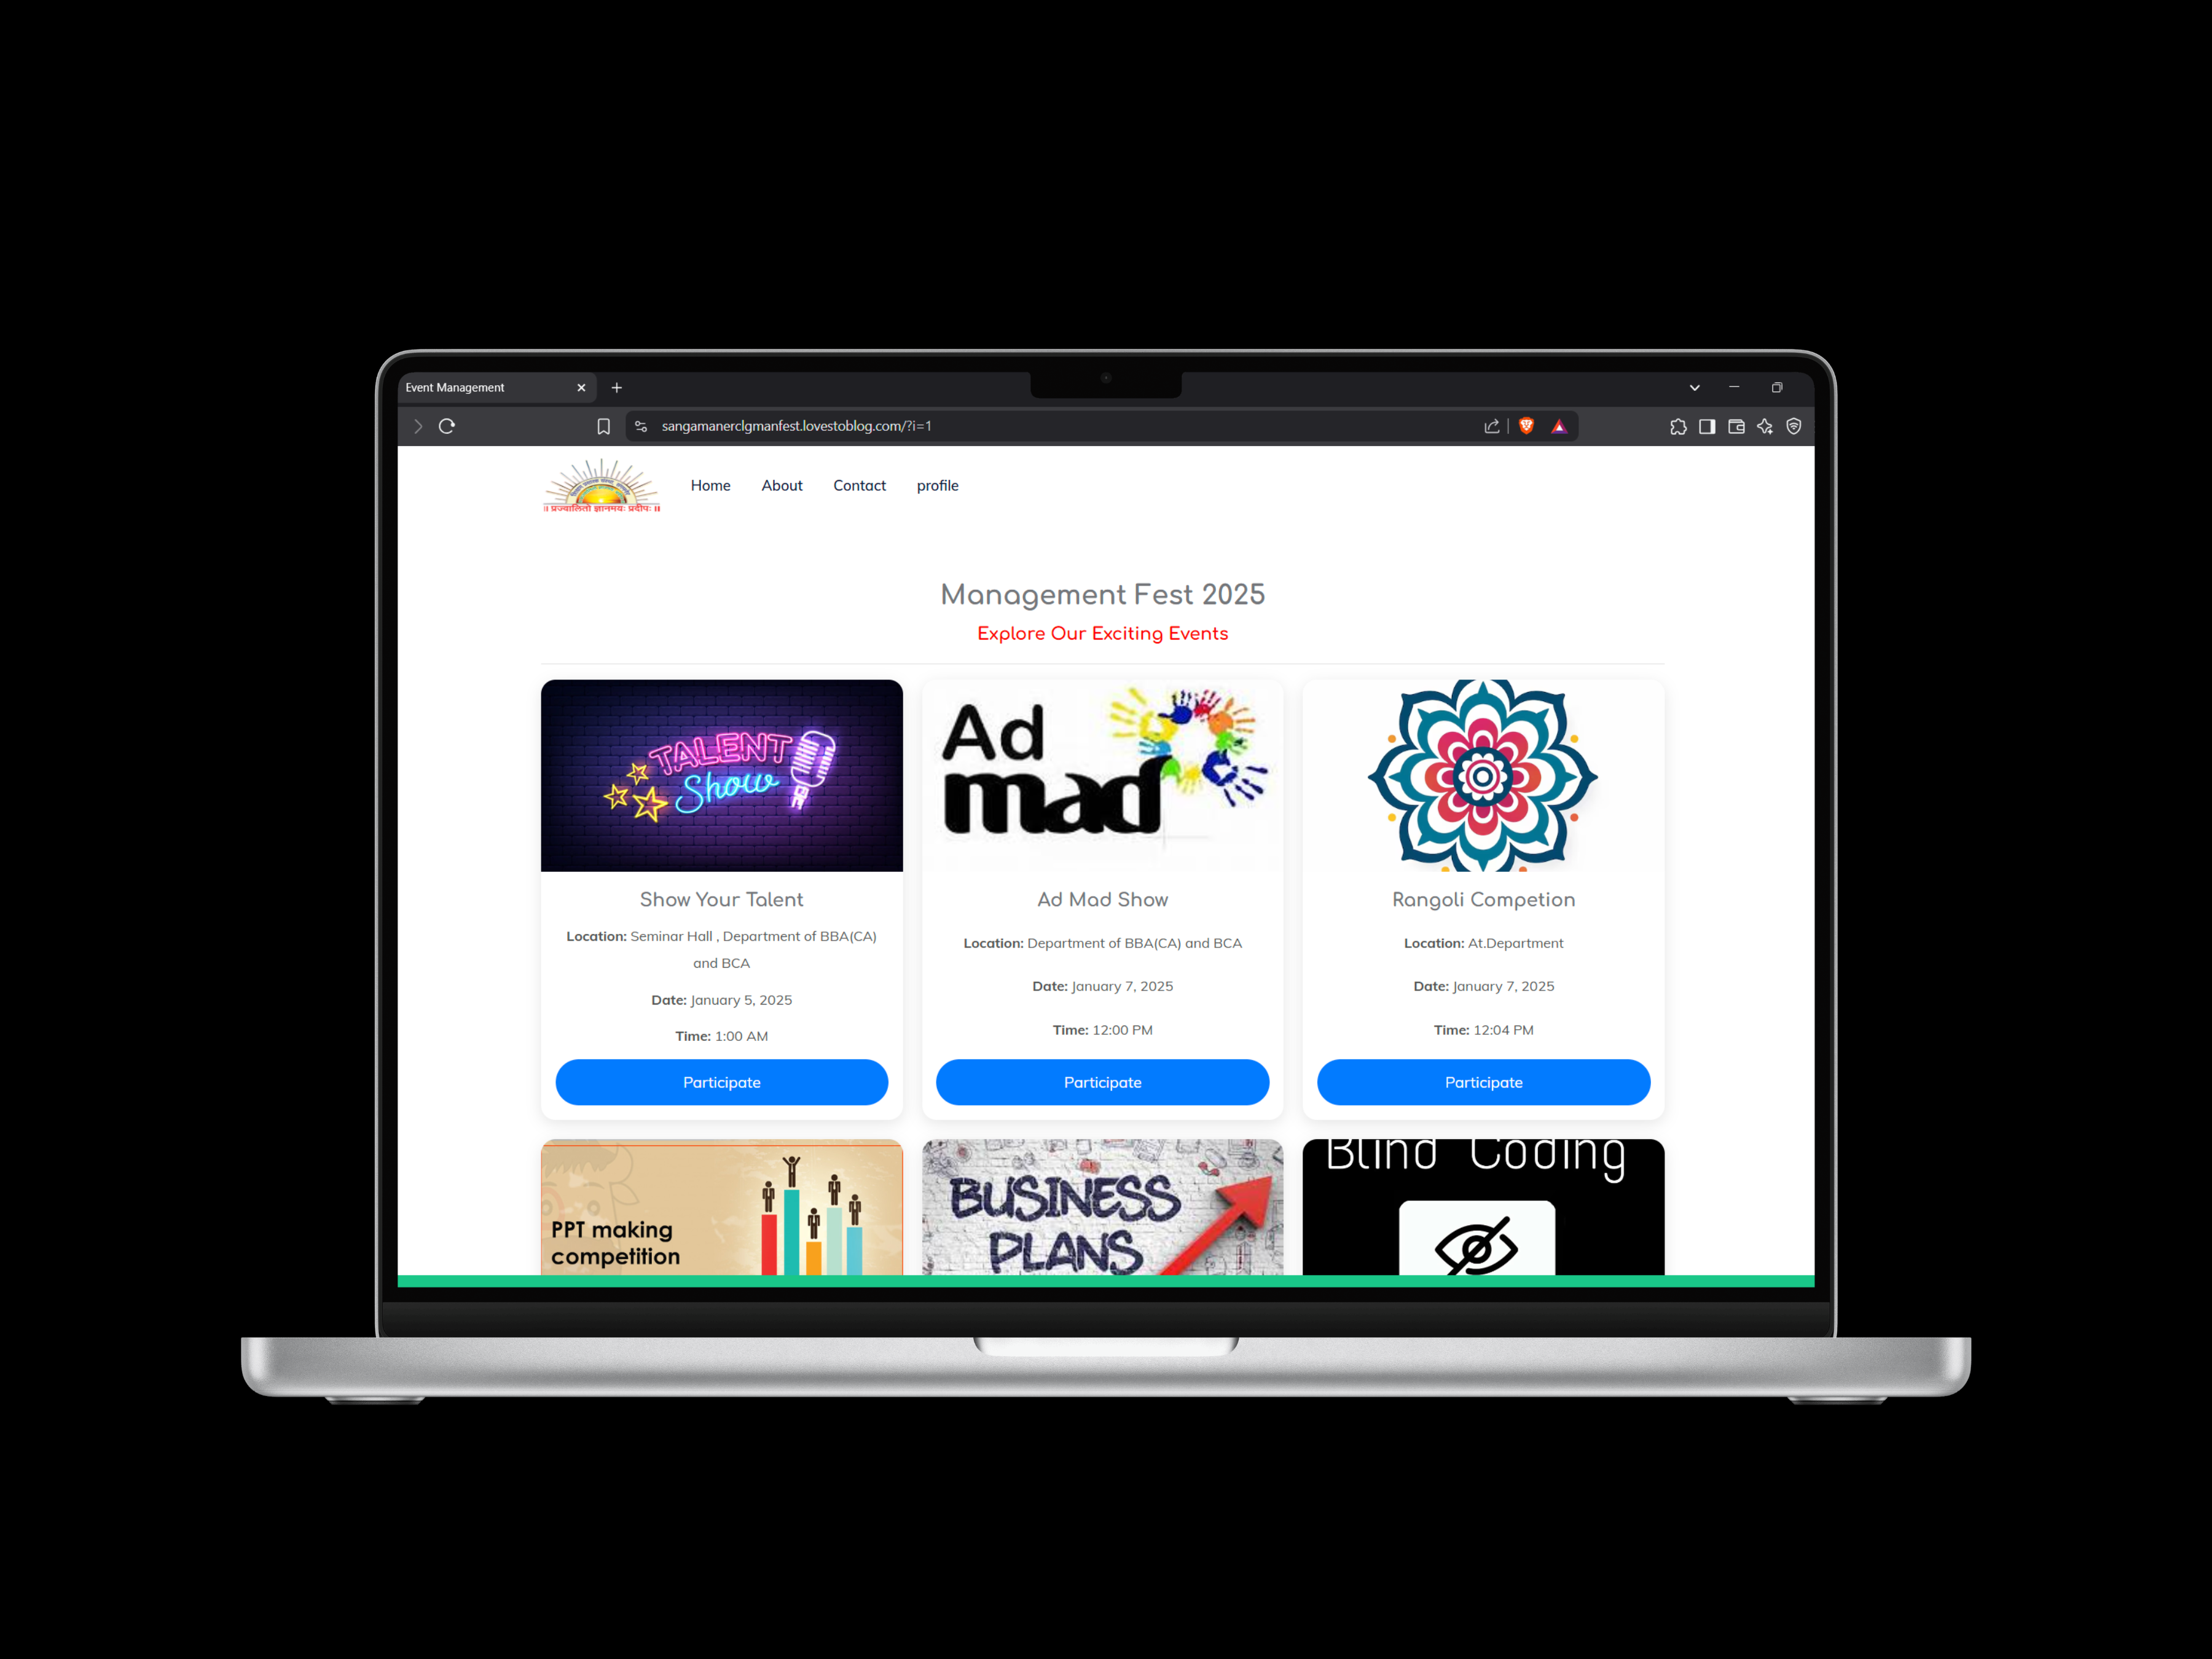 Event Management
sangamanerclgmanfest.lovestoblog.com/?i=1
Home About Contact profile
॥ प्रज्वालितो ज्ञानमयः प्रदीपः ॥
Management Fest 2025
Explore Our Exciting Events
TALENT
Show
Ad
mad
Show Your Talent
Location: Seminar Hall , Department of BBA(CA)
and BCA
Date: January 5, 2025
Time: 1:00 AM
Participate
Ad Mad Show
Location: Department of BBA(CA) and BCA
Date: January 7, 2025
Time: 12:00 PM
Participate
Rangoli Competion
Location: At.Department
Date: January 7, 2025
Time: 12:04 PM
Participate
PPT making
competition
BUSINESS
PLANS
Blind Coding